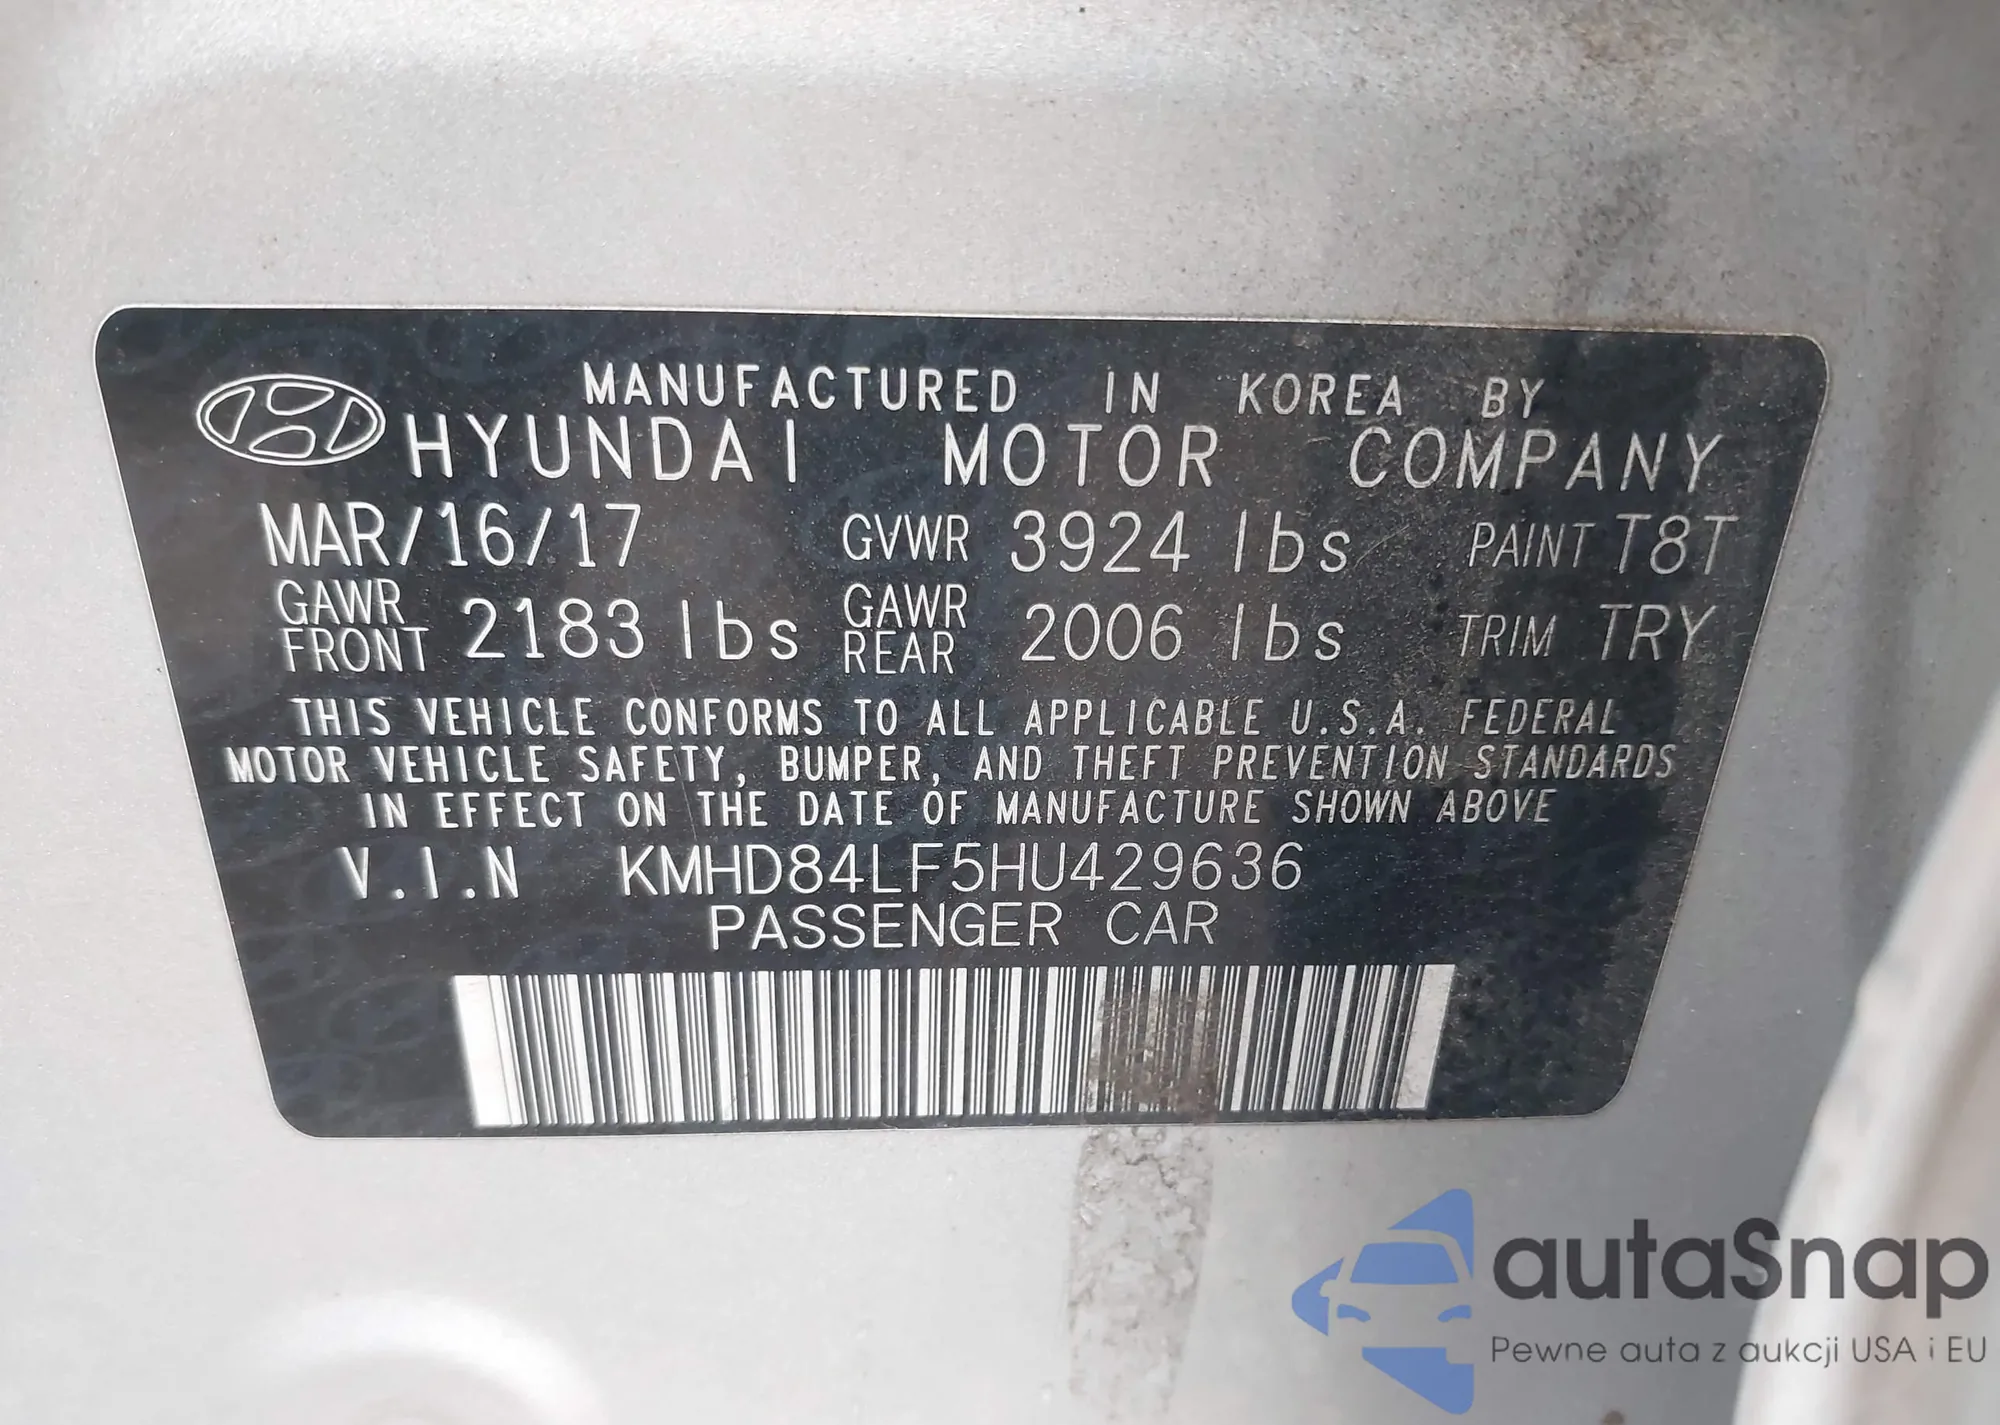 MANUFACTURED IN KOREA BY
HYUNDAI MOTOR COMPANY
MAR/16/17 GVWR 3924 lbs PAINT T8T
GAWR FRONT 2183 lbs GAWR REAR 2006 lbs TRIM TRY
THIS VEHICLE CONFORMS TO ALL APPLICABLE U.S.A. FEDERAL
MOTOR VEHICLE SAFETY, BUMPER, AND THEFT PREVENTION STANDARDS
IN EFFECT ON THE DATE OF MANUFACTURE SHOWN ABOVE
V.I.N KMHD84LF5HU429636
PASSENGER CAR
autaSnap
Pewne auta z aukcji USA i EU